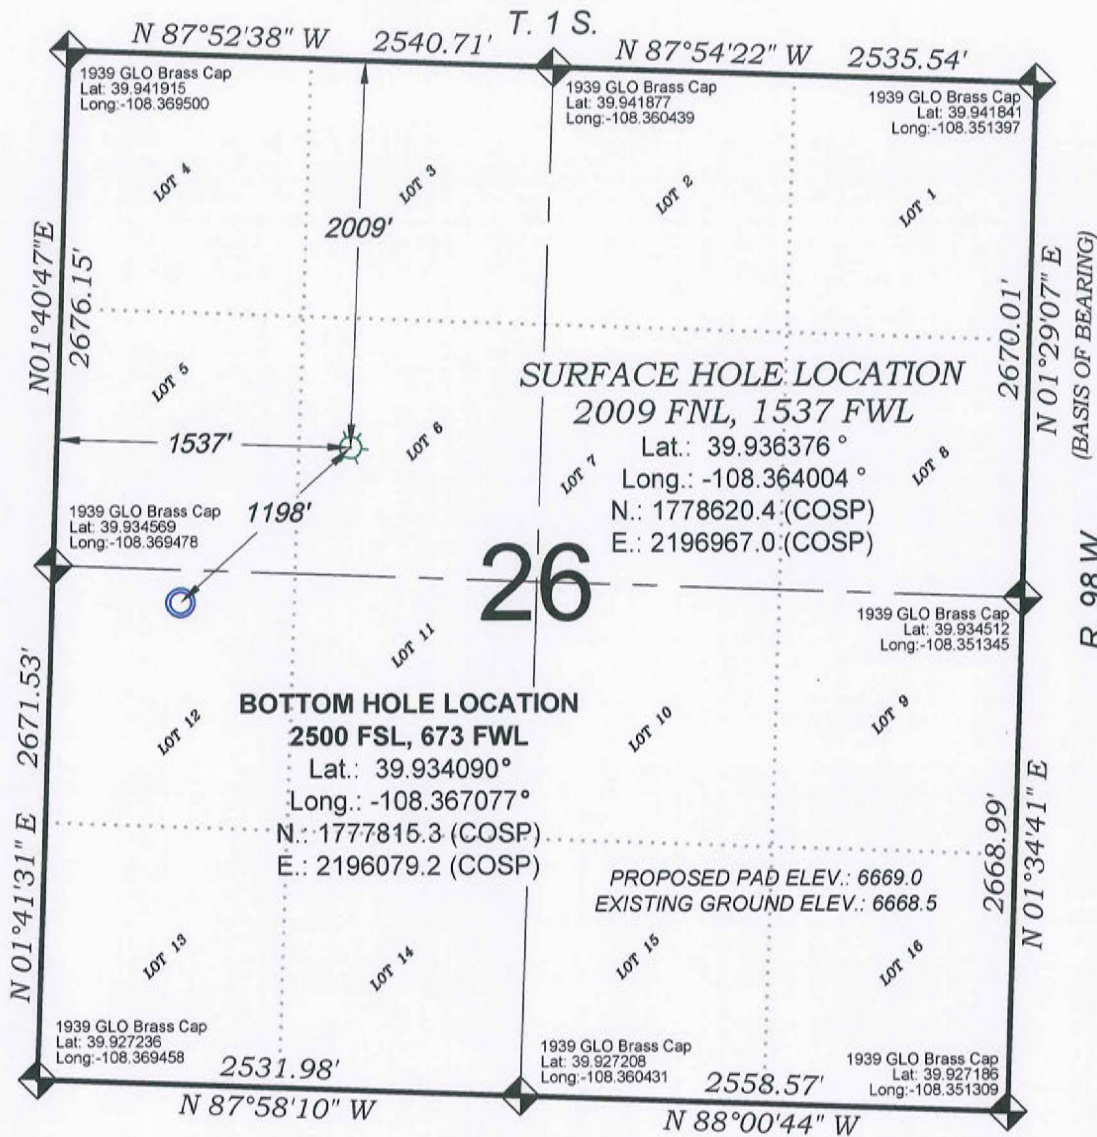 T. 1 S.
N 87°52'38" W 2540.71'
N 87°54'22" W 2535.54'
1939 GLO Brass Cap
Lat: 39.941915
Long:-108.369500
1939 GLO Brass Cap
Lat: 39.941877
Long:-108.360439
1939 GLO Brass Cap
Lat: 39.941841
Long:-108.351397
LOT 4
LOT 3
LOT 2
LOT 1
2009'
N01°40'47"E
2676.15'
2670.01'
N 01°29'07" E
(BASIS OF BEARING)
LOT 5
LOT 6
LOT 7
LOT 8
SURFACE HOLE LOCATION
2009 FNL, 1537 FWL
Lat.: 39.936376 °
Long.: -108.364004 °
N.: 1778620.4 (COSP)
E.: 2196967.0 (COSP)
1537'
1198'
1939 GLO Brass Cap
Lat: 39.934569
Long:-108.369478
26
R. 98 W
1939 GLO Brass Cap
Lat: 39.934512
Long:-108.351345
LOT 12
LOT 11
LOT 10
LOT 9
BOTTOM HOLE LOCATION
2500 FSL, 673 FWL
Lat.: 39.934090°
Long.: -108.367077°
N.: 1777815.3 (COSP)
E.: 2196079.2 (COSP)
N 01°41'31" E 2671.53'
2668.99'
N 01°34'41" E
PROPOSED PAD ELEV.: 6669.0
EXISTING GROUND ELEV.: 6668.5
LOT 13
LOT 14
LOT 15
LOT 16
1939 GLO Brass Cap
Lat: 39.927236
Long:-108.369458
1939 GLO Brass Cap
Lat: 39.927208
Long:-108.360431
1939 GLO Brass Cap
Lat: 39.927186
Long:-108.351309
2531.98'
N 87°58'10" W
2558.57'
N 88°00'44" W